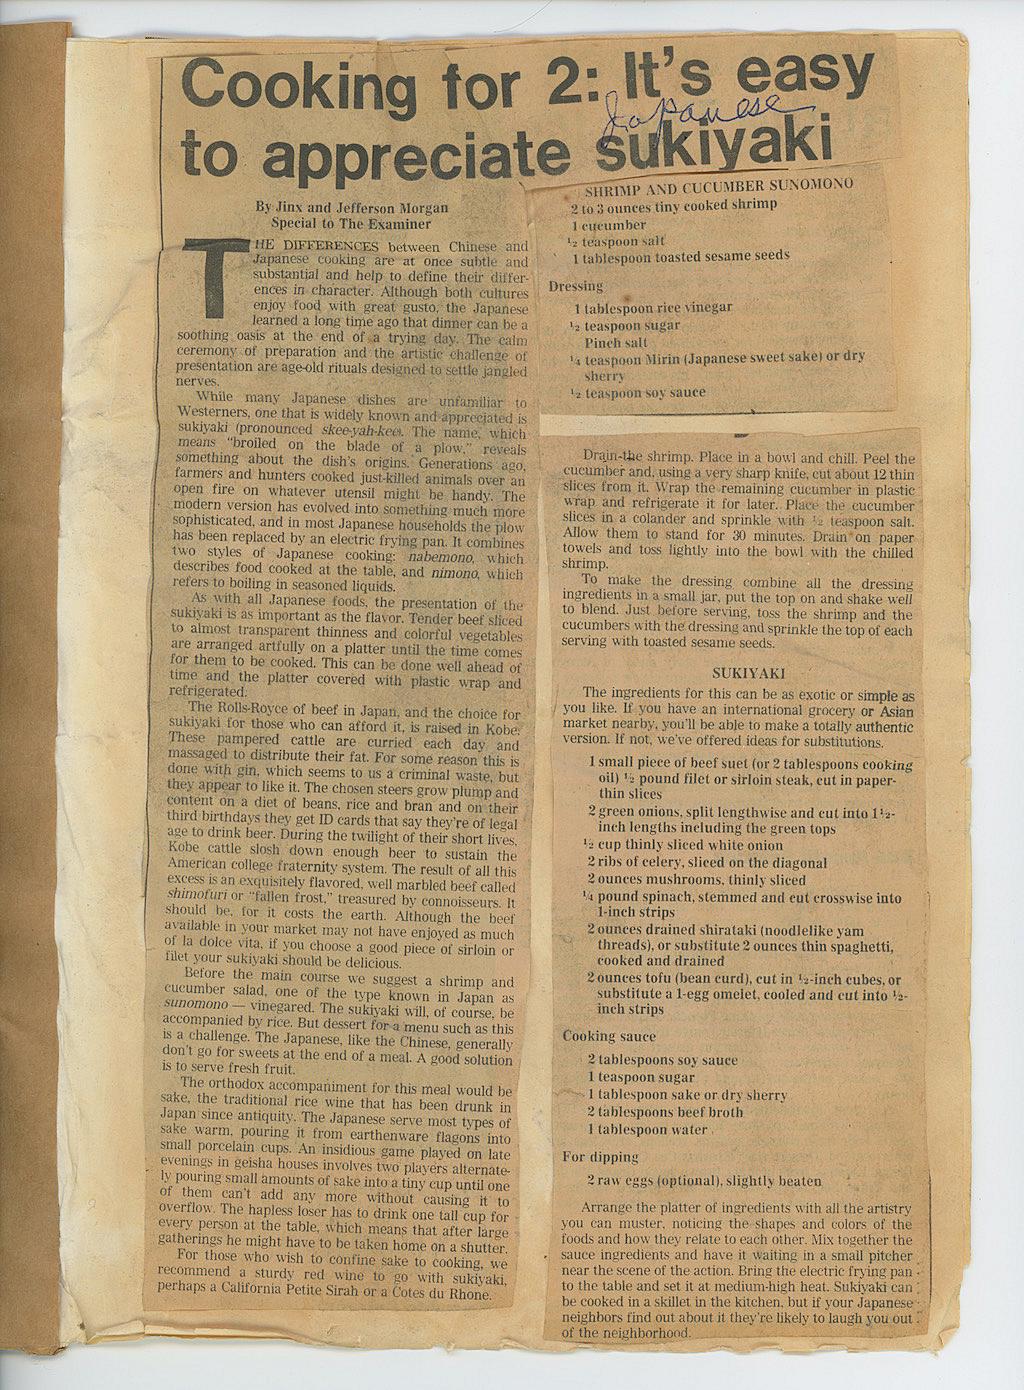 Cooking for 2: It's easy
Japanese
to appreciate sukiyaki
By Jinx and Jefferson Morgan
Special to The Examiner
THE DIFFERENCES between Chinese and
Japanese cooking are at once subtle and
substantial and help to define their differ-
ences in character. Although both cultures
enjoy food with great gusto, the Japanese
learned a long time ago that dinner can be a
soothing oasis at the end of a trying day. The calm
ceremony of preparation and the artistic challenge of
presentation are age-old rituals designed to settle jangled
nerves.
While many Japanese dishes are unfamiliar to
Westerners, one that is widely known and appreciated is
sukiyaki (pronounced skee-yah-kee). The name, which
means "broiled on the blade of a plow," reveals
something about the dish's origins. Generations ago,
farmers and hunters cooked just-killed animals over an
open fire on whatever utensil might be handy. The
modern version has evolved into something much more
sophisticated, and in most Japanese households the plow
has been replaced by an electric frying pan. It combines
two styles of Japanese cooking: nabemono, which
describes food cooked at the table, and nimono, which
refers to boiling in seasoned liquids.
As with all Japanese foods, the presentation of the
sukiyaki is as important as the flavor. Tender beef sliced
to almost transparent thinness and colorful vegetables
are arranged artfully on a platter until the time comes
for them to be cooked. This can be done well ahead of
time and the platter covered with plastic wrap and
refrigerated.
The Rolls-Royce of beef in Japan, and the choice for
sukiyaki for those who can afford it, is raised in Kobe.
These pampered cattle are curried each day and
massaged to distribute their fat. For some reason this is
done with gin, which seems to us a criminal waste, but
they appear to like it. The chosen steers grow plump and
content on a diet of beans, rice and bran and on their
third birthdays they get ID cards that say they're of legal
age to drink beer. During the twilight of their short lives,
Kobe cattle slosh down enough beer to sustain the
American college fraternity system. The result of all this
excess is an exquisitely flavored, well marbled beef called
shimofuri or "fallen frost," treasured by connoisseurs. It
should be, for it costs the earth. Although the beef
available in your market may not have enjoyed as much
of la dolce vita, if you choose a good piece of sirloin or
filet your sukiyaki should be delicious.
Before the main course we suggest a shrimp and
cucumber salad, one of the type known in Japan as
sunomono — vinegared. The sukiyaki will, of course, be
accompanied by rice. But dessert for a menu such as this
is a challenge. The Japanese, like the Chinese, generally
don't go for sweets at the end of a meal. A good solution
is to serve fresh fruit.
The orthodox accompaniment for this meal would be
sake, the traditional rice wine that has been drunk in
Japan since antiquity. The Japanese serve most types of
sake warm, pouring it from earthenware flagons into
small porcelain cups. An insidious game played on late
evenings in geisha houses involves two players alternate-
ly pouring small amounts of sake into a tiny cup until one
of them can't add any more without causing it to
overflow. The hapless loser has to drink one tall cup for
every person at the table, which means that after large
gatherings he might have to be taken home on a shutter.
For those who wish to confine sake to cooking, we
recommend a sturdy red wine to go with sukiyaki,
perhaps a California Petite Sirah or a Cotes du Rhone.
SHRIMP AND CUCUMBER SUNOMONO
2 to 3 ounces tiny cooked shrimp
1 cucumber
½ teaspoon salt
1 tablespoon toasted sesame seeds
Dressing
1 tablespoon rice vinegar
½ teaspoon sugar
Pinch salt
¼ teaspoon Mirin (Japanese sweet sake) or dry
sherry
½ teaspoon soy sauce
Drain the shrimp. Place in a bowl and chill. Peel the
cucumber and, using a very sharp knife, cut about 12 thin
slices from it. Wrap the remaining cucumber in plastic
wrap and refrigerate it for later. Place the cucumber
slices in a colander and sprinkle with ½ teaspoon salt.
Allow them to stand for 30 minutes. Drain on paper
towels and toss lightly into the bowl with the chilled
shrimp.
To make the dressing combine all the dressing
ingredients in a small jar, put the top on and shake well
to blend. Just before serving, toss the shrimp and the
cucumbers with the dressing and sprinkle the top of each
serving with toasted sesame seeds.
SUKIYAKI
The ingredients for this can be as exotic or simple as
you like. If you have an international grocery or Asian
market nearby, you'll be able to make a totally authentic
version. If not, we've offered ideas for substitutions.
1 small piece of beef suet (or 2 tablespoons cooking
oil) ½ pound filet or sirloin steak, cut in paper-
thin slices
2 green onions, split lengthwise and cut into 1½-
inch lengths including the green tops
½ cup thinly sliced white onion
2 ribs of celery, sliced on the diagonal
2 ounces mushrooms, thinly sliced
¼ pound spinach, stemmed and cut crosswise into
1-inch strips
2 ounces drained shirataki (noodlelike yam
threads), or substitute 2 ounces thin spaghetti,
cooked and drained
2 ounces tofu (bean curd), cut in ½-inch cubes, or
substitute a 1-egg omelet, cooled and cut into ½-
inch strips
Cooking sauce
2 tablespoons soy sauce
1 teaspoon sugar
1 tablespoon sake or dry sherry
2 tablespoons beef broth
1 tablespoon water
For dipping
2 raw eggs (optional), slightly beaten
Arrange the platter of ingredients with all the artistry
you can muster, noticing the shapes and colors of the
foods and how they relate to each other. Mix together the
sauce ingredients and have it waiting in a small pitcher
near the scene of the action. Bring the electric frying pan
to the table and set it at medium-high heat. Sukiyaki can
be cooked in a skillet in the kitchen, but if your Japanese
neighbors find out about it they're likely to laugh you out
of the neighborhood.